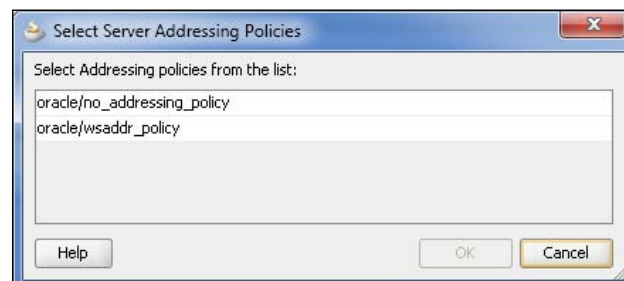 Select Server Addressing Policies
Select Addressing policies from the list:
oracle/no_addressing_policy
oracle/wsaddr_policy
Help OK Cancel